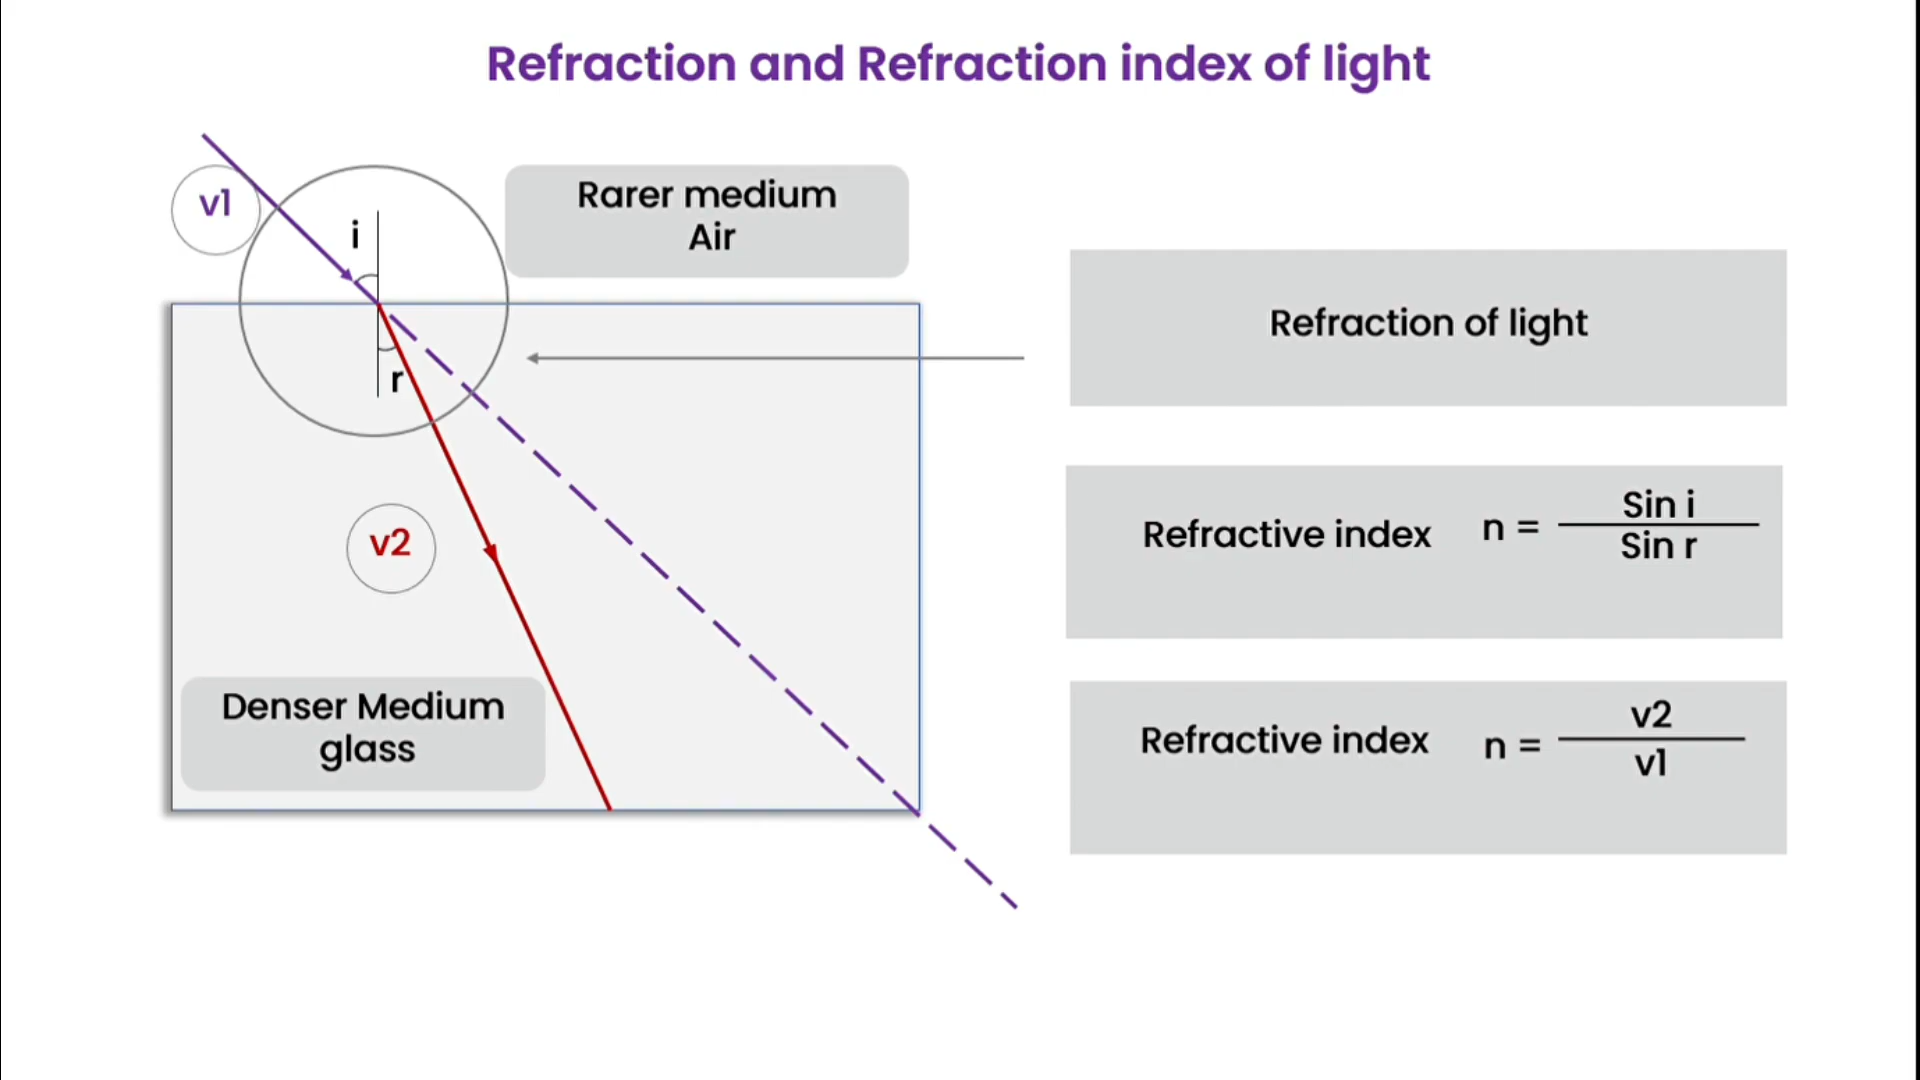 Refraction and Refraction index of light
v1
i
Rarer medium
Air
r
v2
Denser Medium
glass
Refraction of light
Refractive index n = Sin i
Sin r
Refractive index n = v2
v1